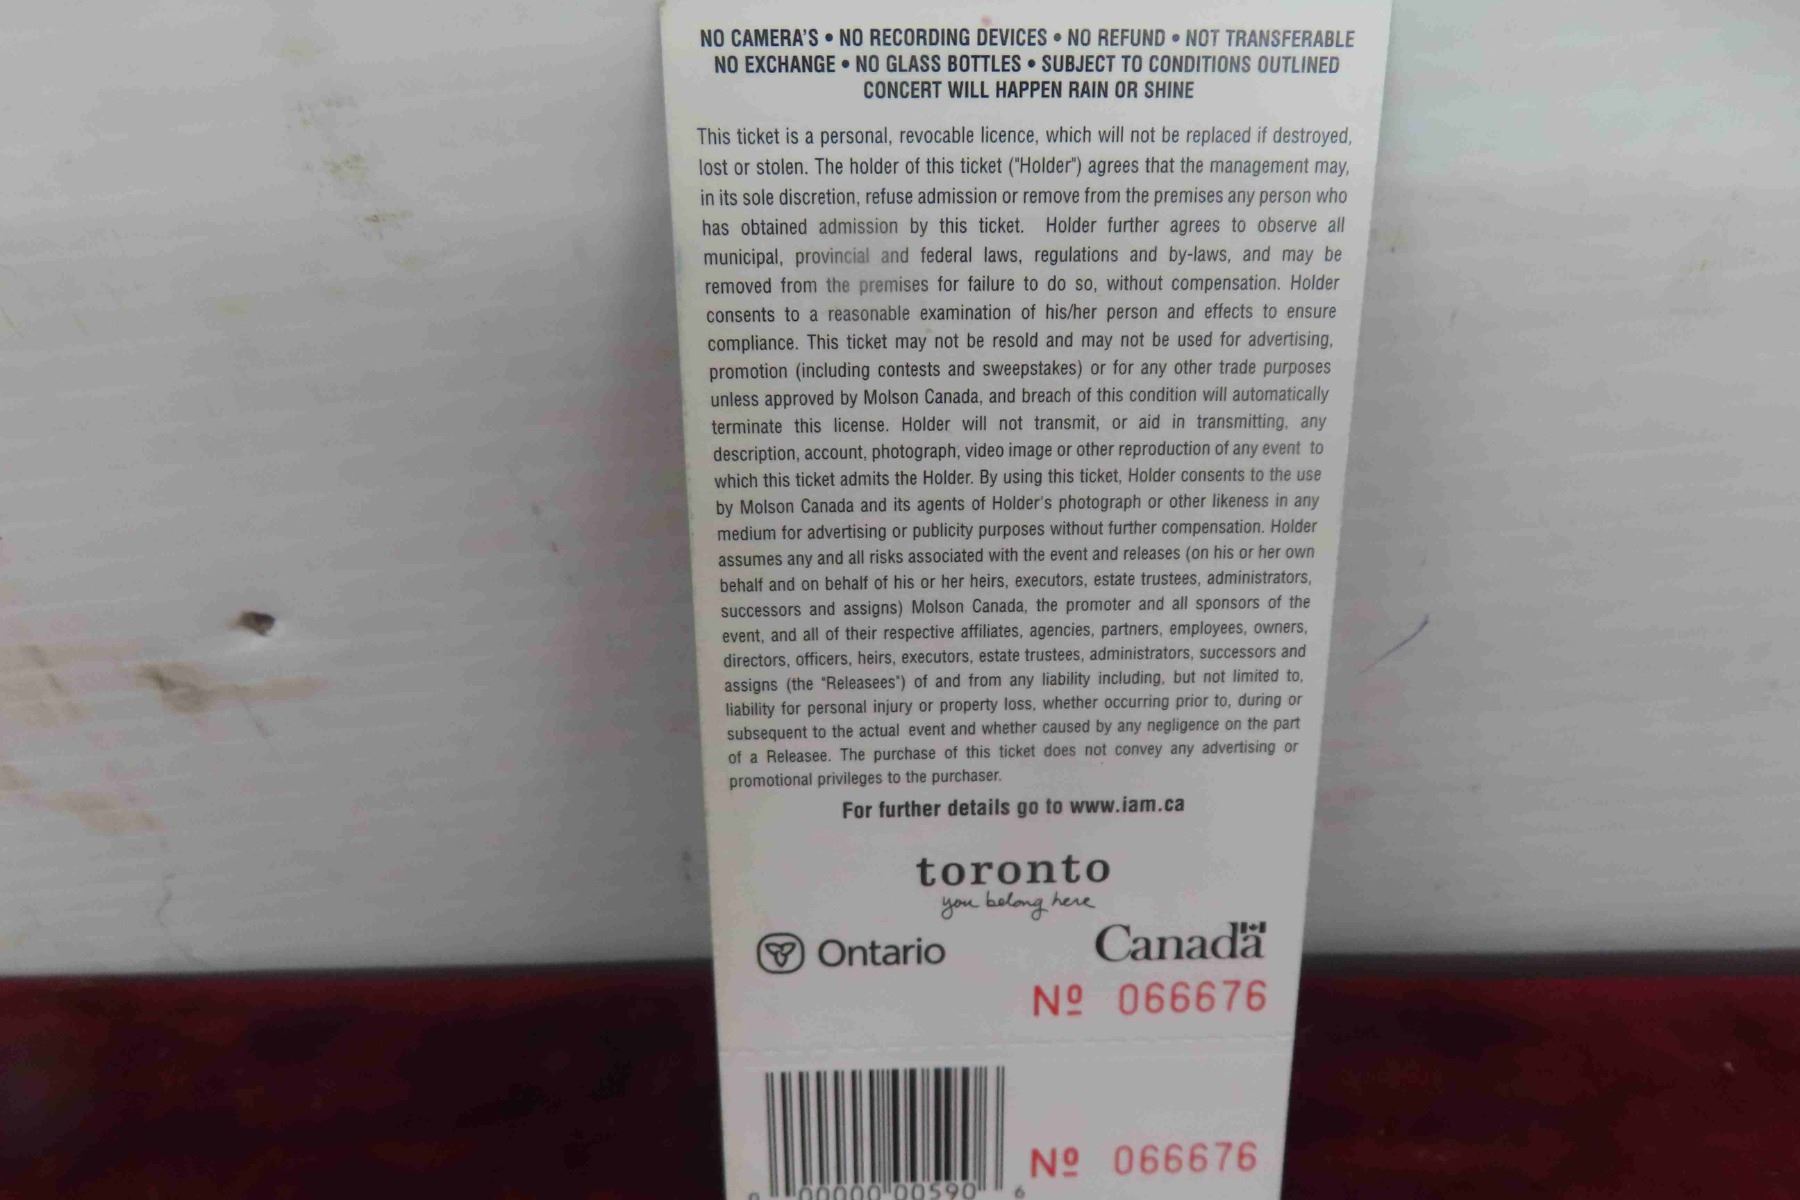 NO CAMERA'S • NO RECORDING DEVICES • NO REFUND • NOT TRANSFERABLE
NO EXCHANGE • NO GLASS BOTTLES • SUBJECT TO CONDITIONS OUTLINED
CONCERT WILL HAPPEN RAIN OR SHINE
This ticket is a personal, revocable licence, which will not be replaced if destroyed,
lost or stolen. The holder of this ticket ("Holder") agrees that the management may,
in its sole discretion, refuse admission or remove from the premises any person who
has obtained admission by this ticket. Holder further agrees to observe all
municipal, provincial and federal laws, regulations and by-laws, and may be
removed from the premises for failure to do so, without compensation. Holder
consents to a reasonable examination of his/her person and effects to ensure
compliance. This ticket may not be resold and may not be used for advertising,
promotion (including contests and sweepstakes) or for any other trade purposes
unless approved by Molson Canada, and breach of this condition will automatically
terminate this license. Holder will not transmit, or aid in transmitting, any
description, account, photograph, video image or other reproduction of any event to
which this ticket admits the Holder. By using this ticket, Holder consents to the use
by Molson Canada and its agents of Holder's photograph or other likeness in any
medium for advertising or publicity purposes without further compensation. Holder
assumes any and all risks associated with the event and releases (on his or her own
behalf and on behalf of his or her heirs, executors, estate trustees, administrators,
successors and assigns) Molson Canada, the promoter and all sponsors of the
event, and all of their respective affiliates, agencies, partners, employees, owners,
directors, officers, heirs, executors, estate trustees, administrators, successors and
assigns (the "Releasees") of and from any liability including, but not limited to,
liability for personal injury or property loss, whether occurring prior to, during or
subsequent to the actual event and whether caused by any negligence on the part
of a Releasee. The purchase of this ticket does not convey any advertising or
promotional privileges to the purchaser.
For further details go to www.iam.ca
toronto
you belong here
Ontario Canada
Nº 066676
Nº 066676
0 00000 00590 6